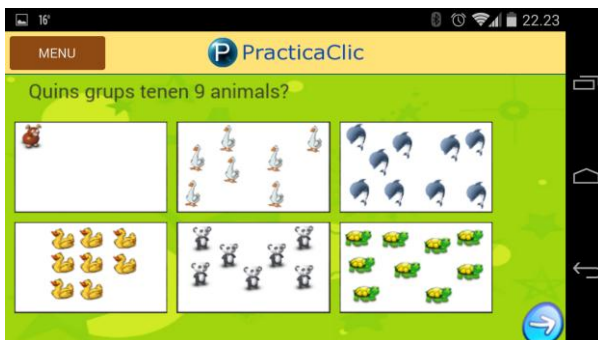 16°
22.23
MENU
P PracticaClic
Quins grups tenen 9 animals?